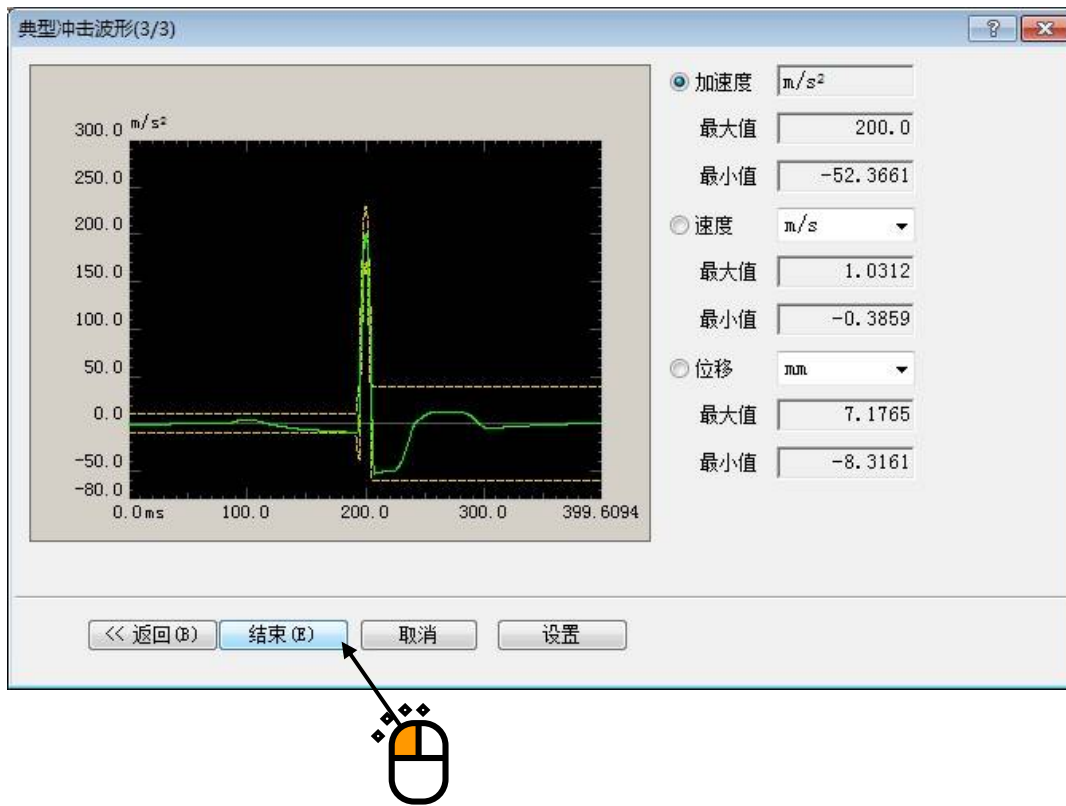 典型冲击波形(3/3)
m/s²
300.0
250.0
200.0
150.0
100.0
50.0
0.0
-50.0
-80.0
0.0ms 100.0 200.0 300.0 399.6094
加速度 m/s²
最大值 200.0
最小值 -52.3661
速度 m/s
最大值 1.0312
最小值 -0.3859
位移 mm
最大值 7.1765
最小值 -8.3161
<< 返回(B) 结束(E) 取消 设置